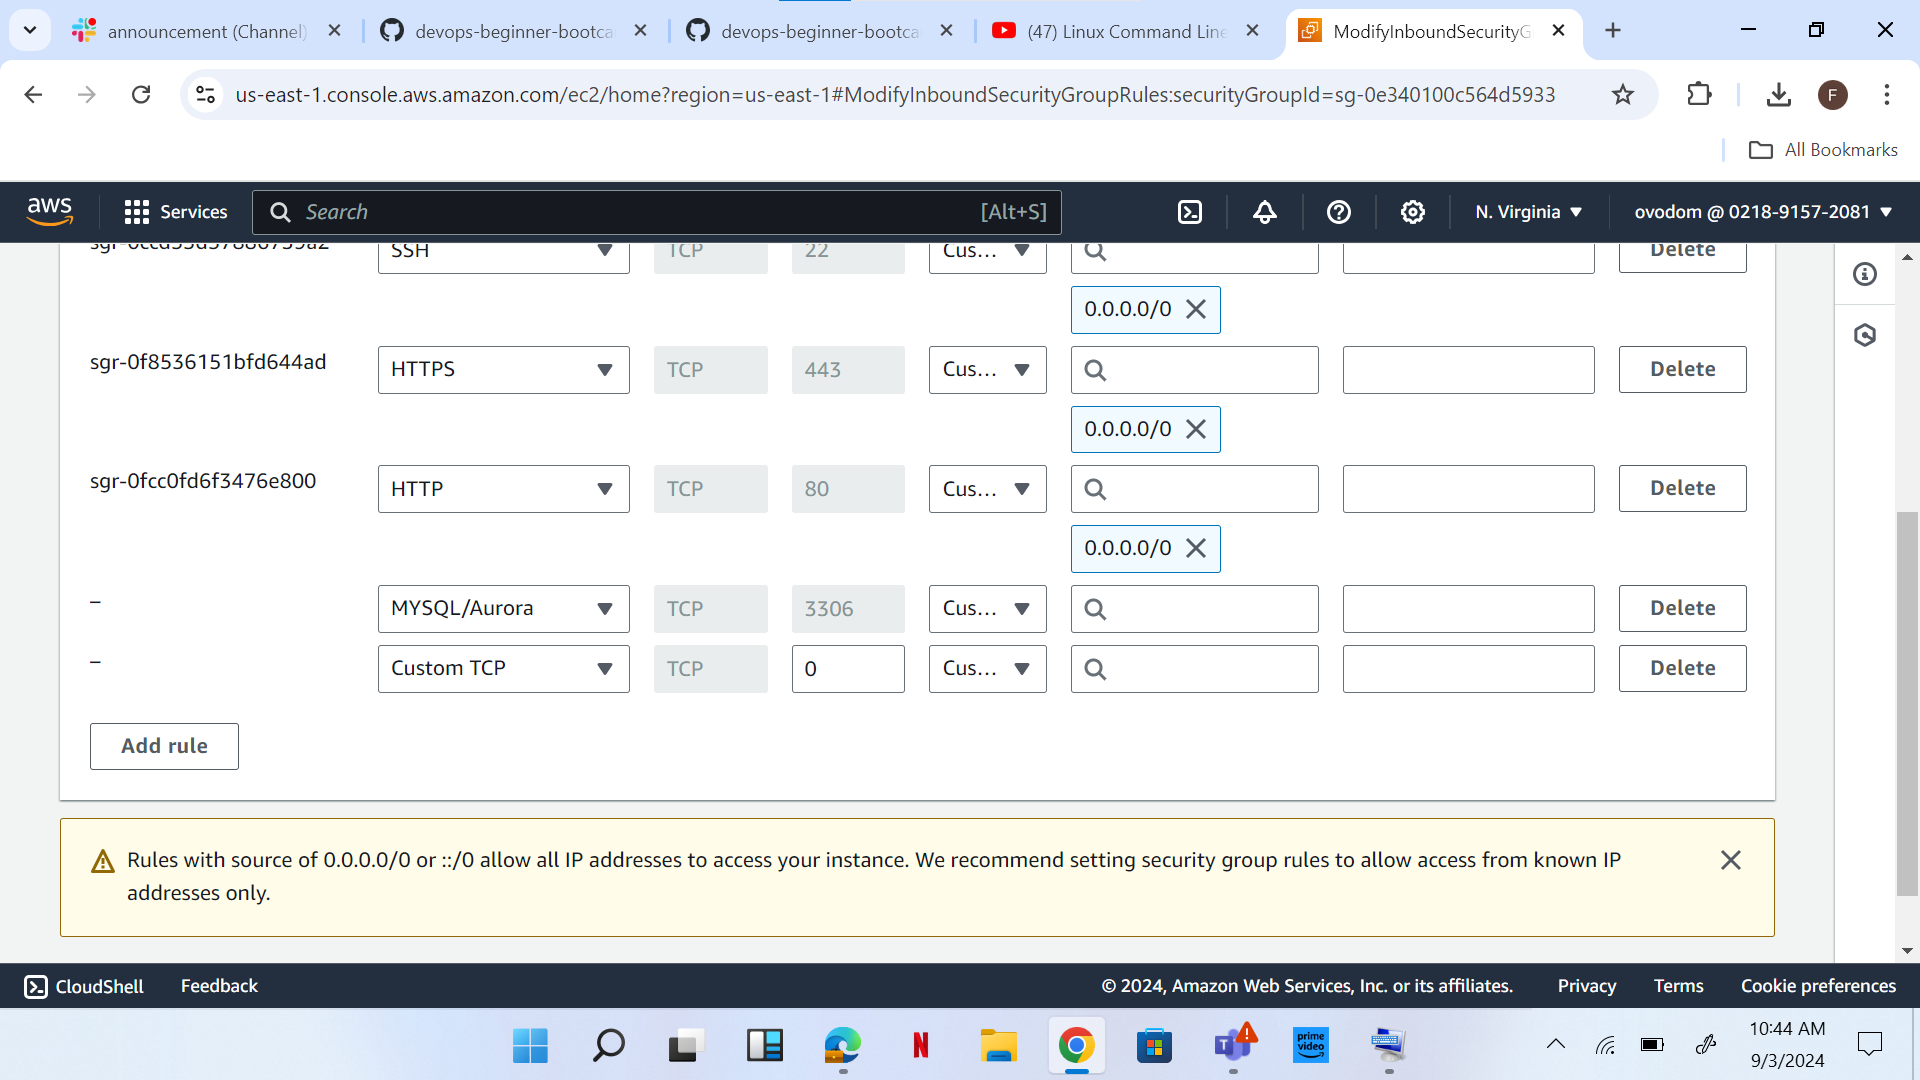 announcement (Channel)
devops-beginner-bootca
devops-beginner-bootca
(47) Linux Command Line
ModifyInboundSecurityG
us-east-1.console.aws.amazon.com/ec2/home?region=us-east-1#ModifyInboundSecurityGroupRules:securityGroupId=sg-0e340100c564d5933
F
All Bookmarks
aws
Services
Search
[Alt+S]
N. Virginia
ovodom @ 0218-9157-2081
SSH
TCP
22
Cus...
Delete
0.0.0.0/0
sgr-0f8536151bfd644ad
HTTPS
TCP
443
Cus...
Delete
0.0.0.0/0
sgr-0fcc0fd6f3476e800
HTTP
TCP
80
Cus...
Delete
0.0.0.0/0
–
MYSQL/Aurora
TCP
3306
Cus...
Delete
–
Custom TCP
TCP
0
Cus...
Delete
Add rule
Rules with source of 0.0.0.0/0 or ::/0 allow all IP addresses to access your instance. We recommend setting security group rules to allow access from known IP
addresses only.
CloudShell
Feedback
© 2024, Amazon Web Services, Inc. or its affiliates.
Privacy
Terms
Cookie preferences
N
prime
video
10:44 AM
9/3/2024